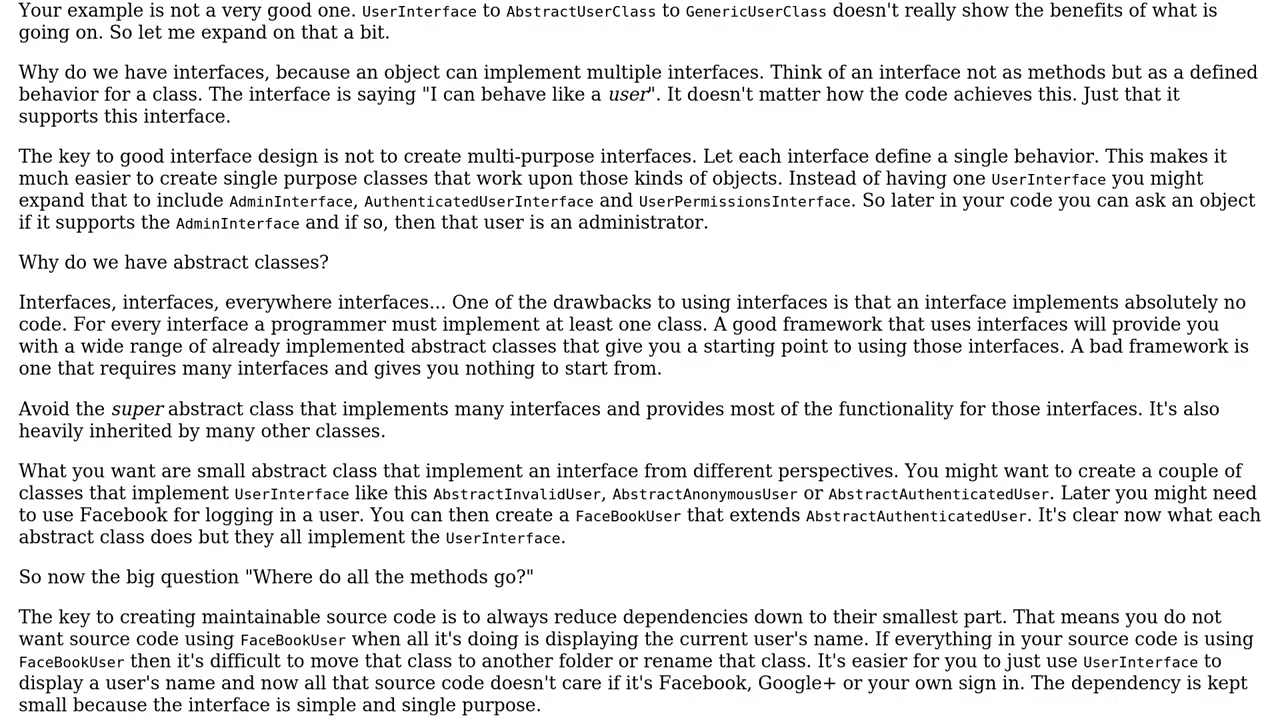 Your example is not a very good one. UserInterface to AbstractUserClass to GenericUserClass doesn't really show the benefits of what is
going on. So let me expand on that a bit.
Why do we have interfaces, because an object can implement multiple interfaces. Think of an interface not as methods but as a defined
behavior for a class. The interface is saying "I can behave like a user". It doesn't matter how the code achieves this. Just that it
supports this interface.
The key to good interface design is not to create multi-purpose interfaces. Let each interface define a single behavior. This makes it
much easier to create single purpose classes that work upon those kinds of objects. Instead of having one UserInterface you might
expand that to include AdminInterface, AuthenticatedUserInterface and UserPermissionsInterface. So later in your code you can ask an object
if it supports the AdminInterface and if so, then that user is an administrator.
Why do we have abstract classes?
Interfaces, interfaces, everywhere interfaces... One of the drawbacks to using interfaces is that an interface implements absolutely no
code. For every interface a programmer must implement at least one class. A good framework that uses interfaces will provide you
with a wide range of already implemented abstract classes that give you a starting point to using those interfaces. A bad framework is
one that requires many interfaces and gives you nothing to start from.
Avoid the super abstract class that implements many interfaces and provides most of the functionality for those interfaces. It's also
heavily inherited by many other classes.
What you want are small abstract class that implement an interface from different perspectives. You might want to create a couple of
classes that implement UserInterface like this AbstractInvalidUser, AbstractAnonymousUser or AbstractAuthenticatedUser. Later you might need
to use Facebook for logging in a user. You can then create a FaceBookUser that extends AbstractAuthenticatedUser. It's clear now what each
abstract class does but they all implement the UserInterface.
So now the big question "Where do all the methods go?"
The key to creating maintainable source code is to always reduce dependencies down to their smallest part. That means you do not
want source code using FaceBookUser when all it's doing is displaying the current user's name. If everything in your source code is using
FaceBookUser then it's difficult to move that class to another folder or rename that class. It's easier for you to just use UserInterface to
display a user's name and now all that source code doesn't care if it's Facebook, Google+ or your own sign in. The dependency is kept
small because the interface is simple and single purpose.